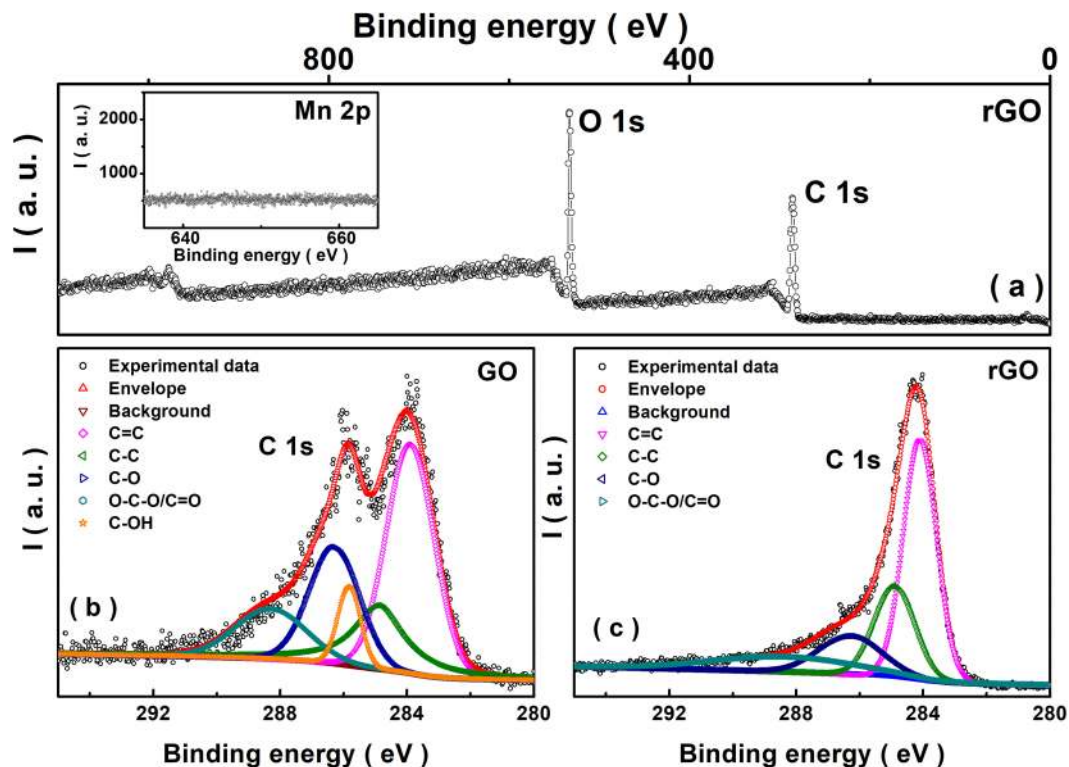 Binding energy ( eV )
800 400 0
I ( a. u. )
Mn 2p
2000
1000
I ( a. u. )
640 660
Binding energy ( eV )
O 1s
C 1s
rGO
( a )
I ( a. u. )
Experimental data
Envelope
Background
C=C
C-C
C-O
O-C-O/C=O
C-OH
GO
C 1s
( b )
292 288 284 280
Binding energy ( eV )
I ( a. u. )
Experimental data
Envelope
Background
C=C
C-C
C-O
O-C-O/C=O
rGO
C 1s
( c )
292 288 284 280
Binding energy ( eV )